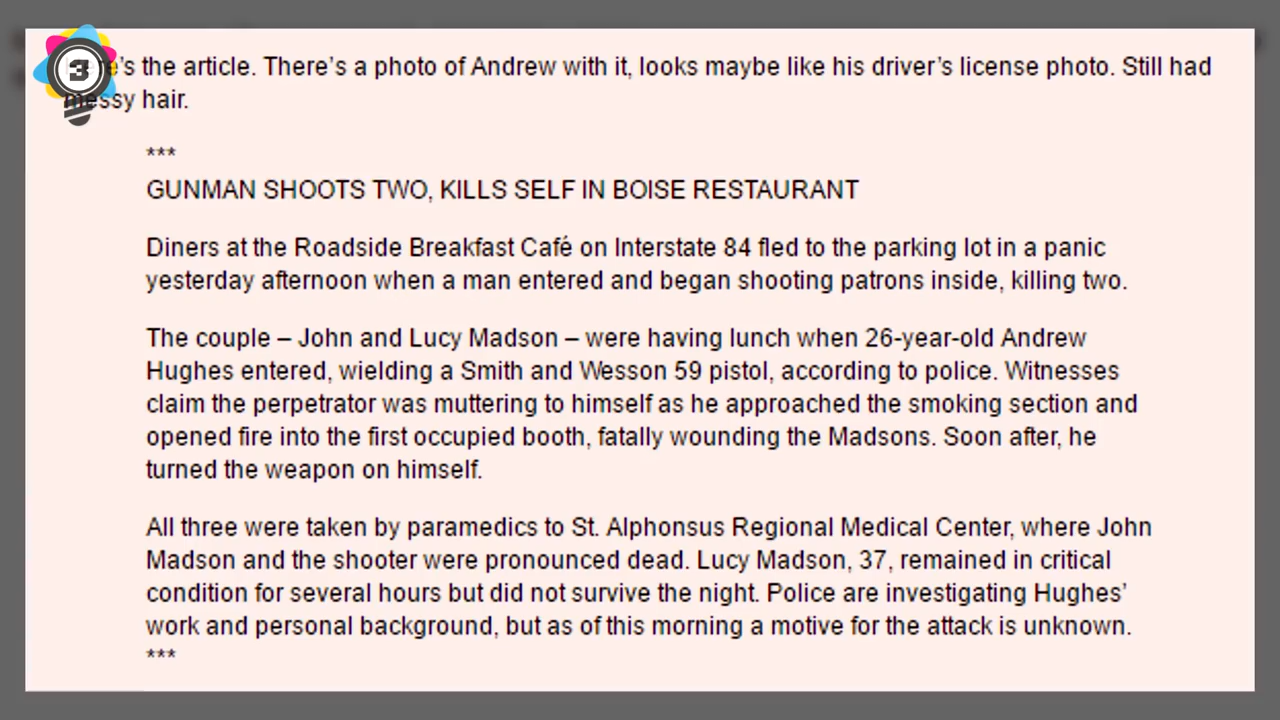 's the article. There's a photo of Andrew with it, looks maybe like his driver's license photo. Still had
3
messy hair.
***
GUNMAN SHOOTS TWO, KILLS SELF IN BOISE RESTAURANT
Diners at the Roadside Breakfast Café on Interstate 84 fled to the parking lot in a panic
yesterday afternoon when a man entered and began shooting patrons inside, killing two.
The couple – John and Lucy Madson – were having lunch when 26-year-old Andrew
Hughes entered, wielding a Smith and Wesson 59 pistol, according to police. Witnesses
claim the perpetrator was muttering to himself as he approached the smoking section and
opened fire into the first occupied booth, fatally wounding the Madsons. Soon after, he
turned the weapon on himself.
All three were taken by paramedics to St. Alphonsus Regional Medical Center, where John
Madson and the shooter were pronounced dead. Lucy Madson, 37, remained in critical
condition for several hours but did not survive the night. Police are investigating Hughes'
work and personal background, but as of this morning a motive for the attack is unknown.
***